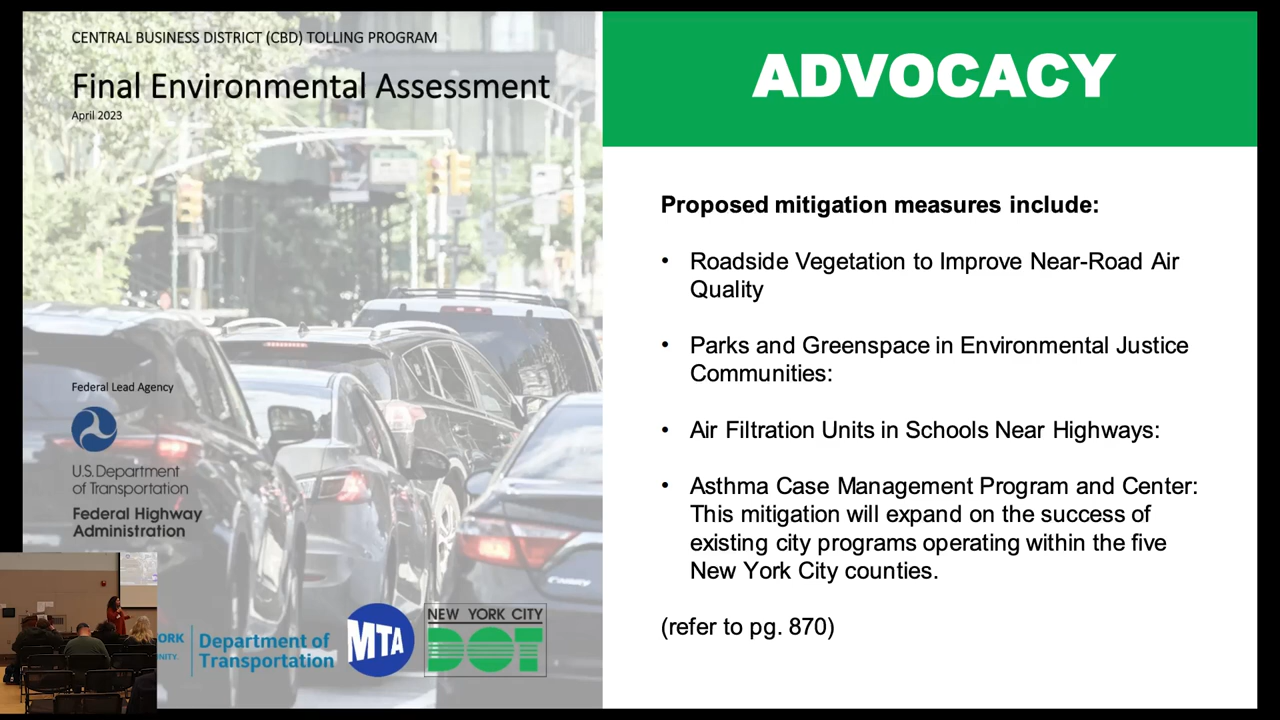 CENTRAL BUSINESS DISTRICT (CBD) TOLLING PROGRAM
Final Environmental Assessment
April 2023
Federal Lead Agency
U.S. Department
of Transportation
Federal Highway
Administration
Department of
Transportation
MTA
NEW YORK CITY
DOT
ADVOCACY
Proposed mitigation measures include:
• Roadside Vegetation to Improve Near-Road Air
Quality
• Parks and Greenspace in Environmental Justice
Communities:
• Air Filtration Units in Schools Near Highways:
• Asthma Case Management Program and Center:
This mitigation will expand on the success of
existing city programs operating within the five
New York City counties.
(refer to pg. 870)